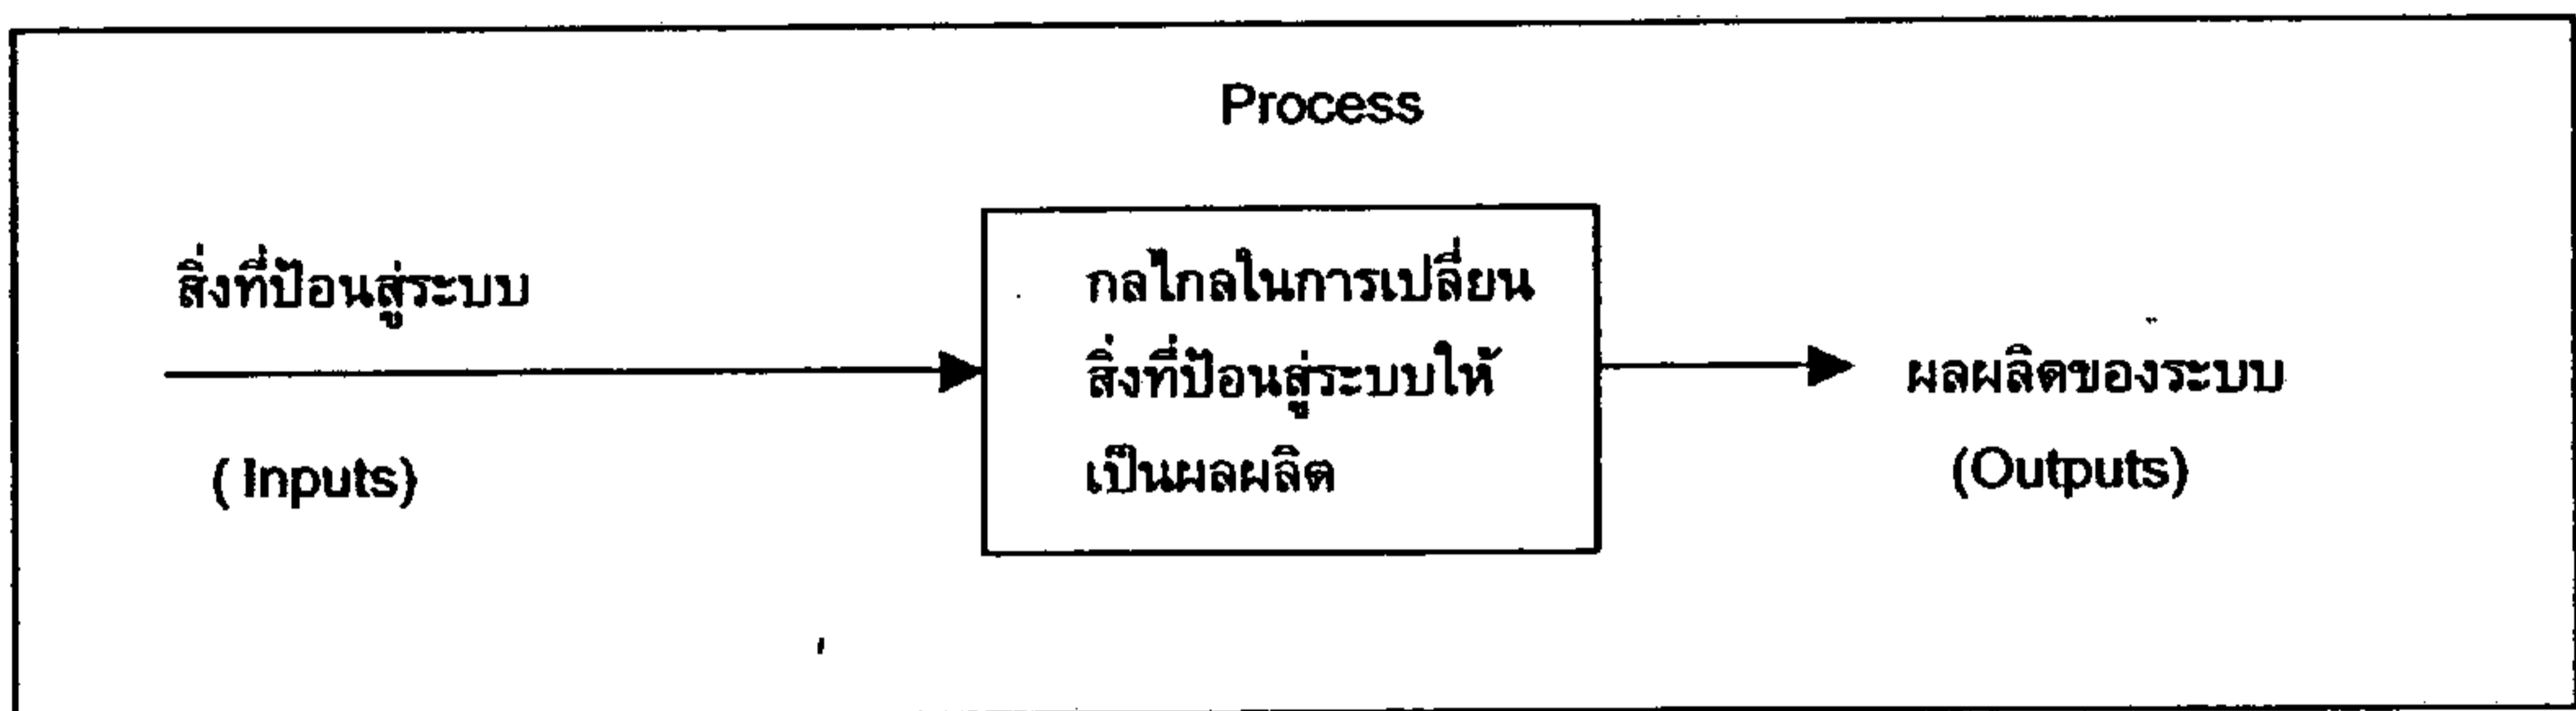 Process
สิ่งที่ป้อนสู่ระบบ
(Inputs)
กลไกลในการเปลี่ยน
สิ่งที่ป้อนสู่ระบบให้
เป็นผลผลิต
ผลผลิตของระบบ
(Outputs)